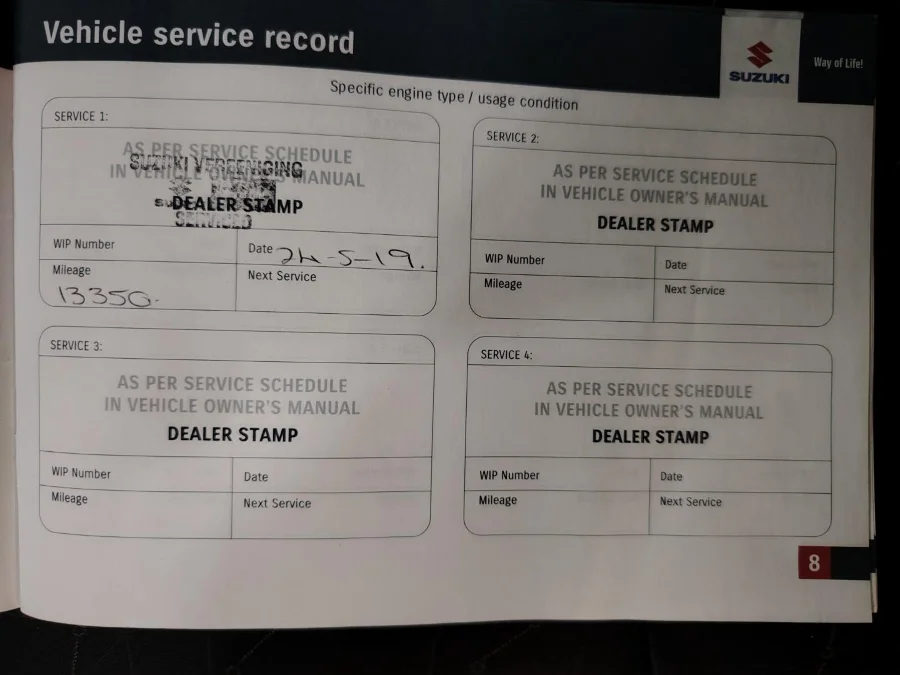 Vehicle service record
SUZUKI
Way of Life!
Specific engine type / usage condition
SERVICE 1:
AS PER SERVICE SCHEDULE
IN VEHICLE OWNER'S MANUAL
SUZUKI VEREENIGING
DEALER STAMP
SERVICED
WIP Number
Date 24-5-19.
Mileage
13350.
Next Service
SERVICE 2:
AS PER SERVICE SCHEDULE
IN VEHICLE OWNER'S MANUAL
DEALER STAMP
WIP Number
Date
Mileage
Next Service
SERVICE 3:
AS PER SERVICE SCHEDULE
IN VEHICLE OWNER'S MANUAL
DEALER STAMP
WIP Number
Date
Mileage
Next Service
SERVICE 4:
AS PER SERVICE SCHEDULE
IN VEHICLE OWNER'S MANUAL
DEALER STAMP
WIP Number
Date
Mileage
Next Service
8